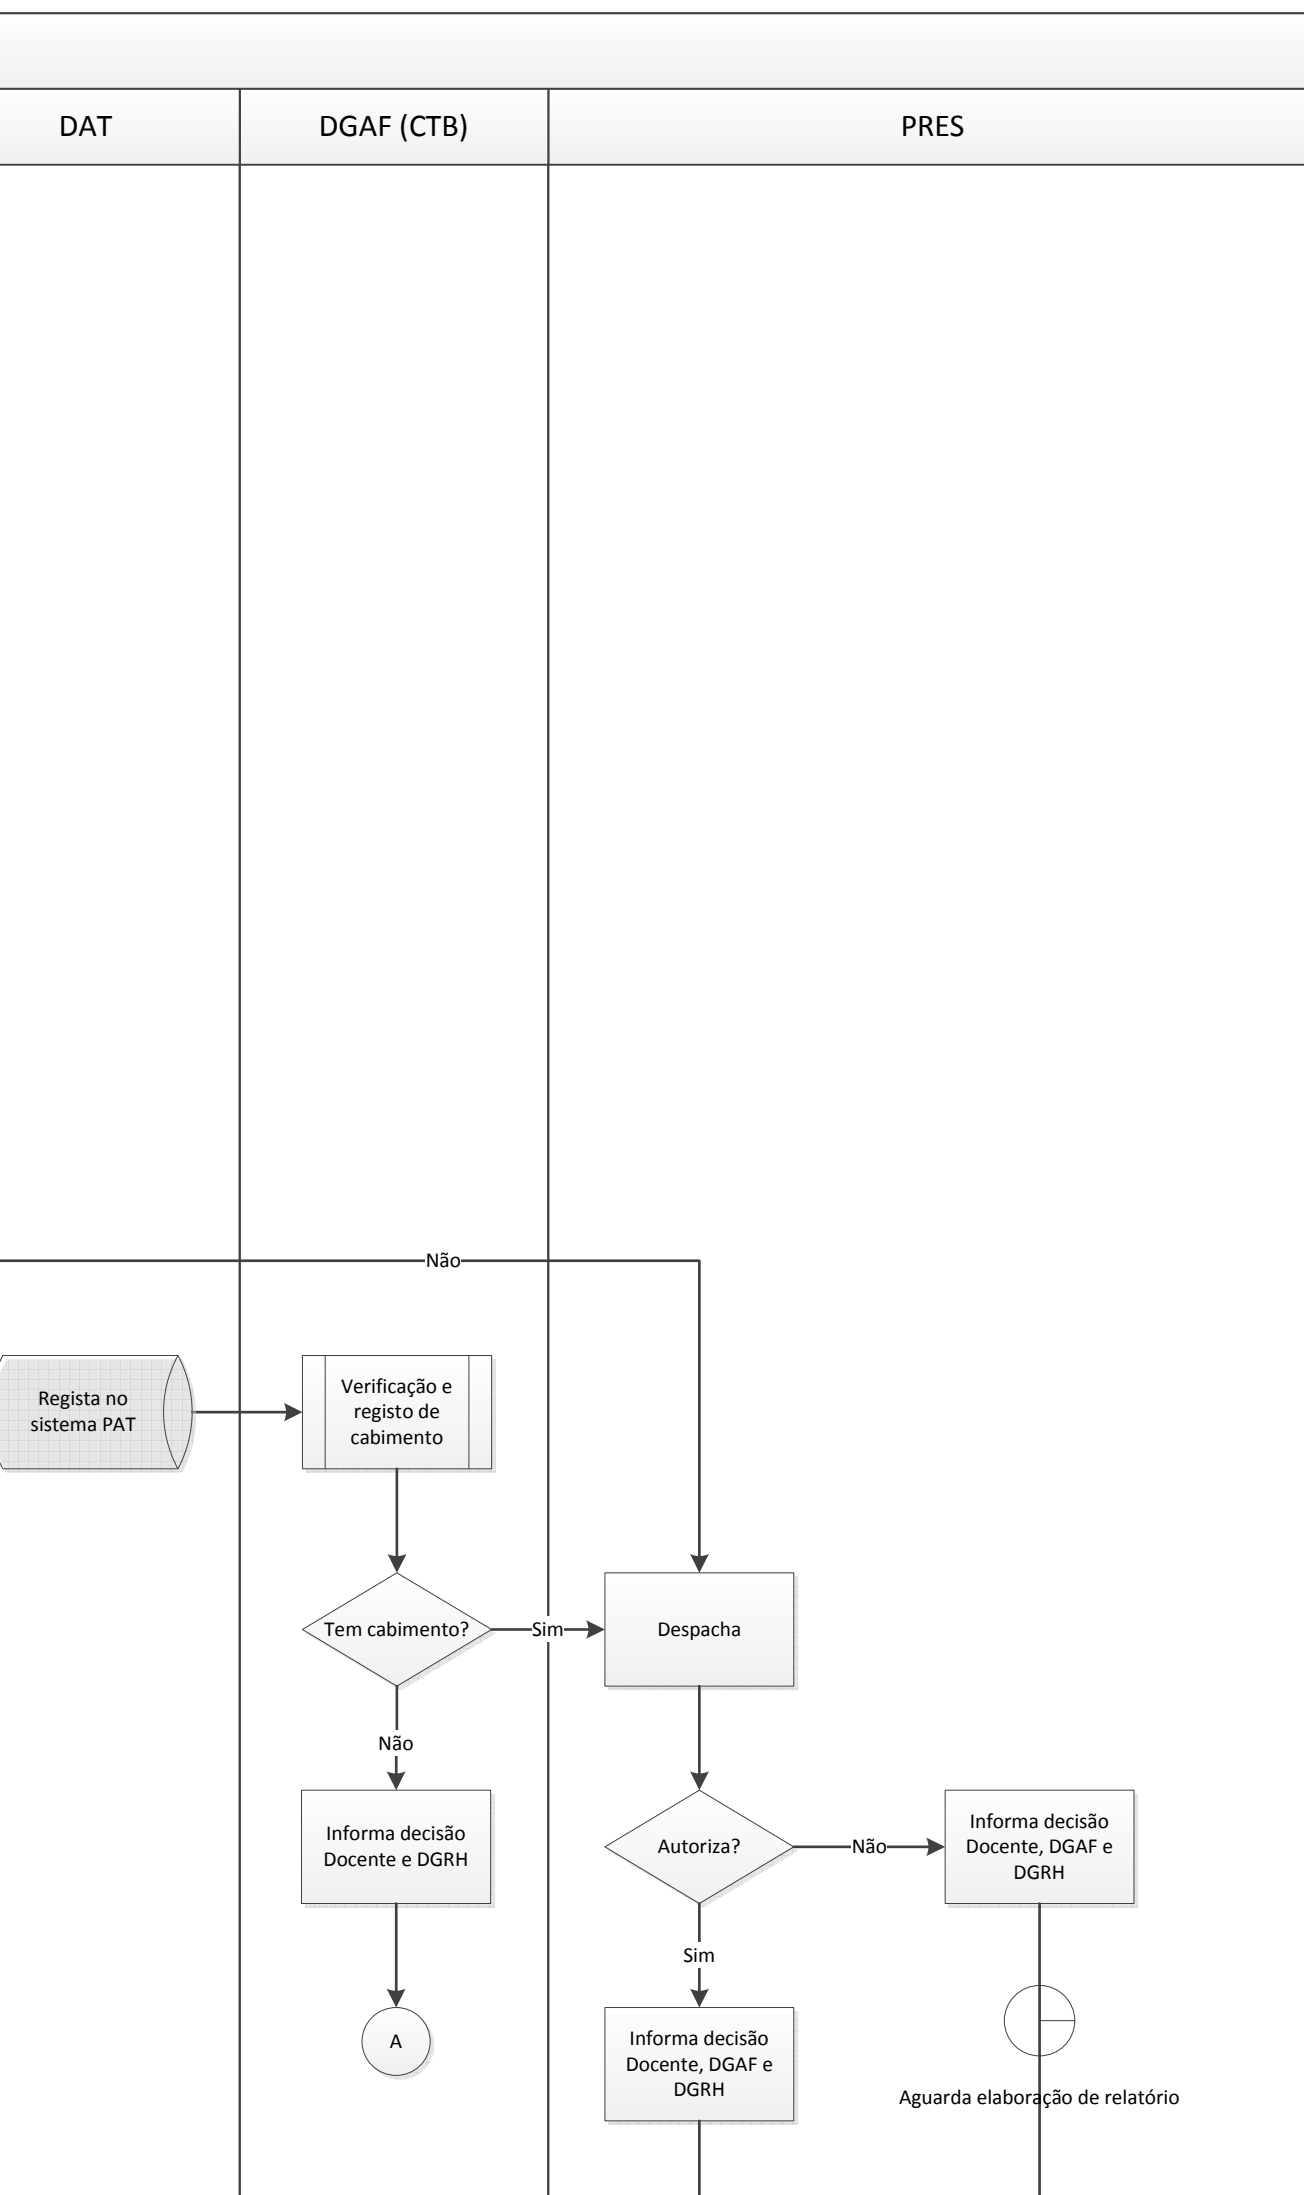 DAT
DGAF (CTB)
PRES
Não
Regista no
sistema PAT
Verificação e
registo de
cabimento
Tem cabimento?
Sim
Despacha
Não
Informa decisão
Docente e DGRH
Autoriza?
Não
Informa decisão
Docente, DGAF e
DGRH
Sim
A
Informa decisão
Docente, DGAF e
DGRH
Aguarda elaboração de relatório